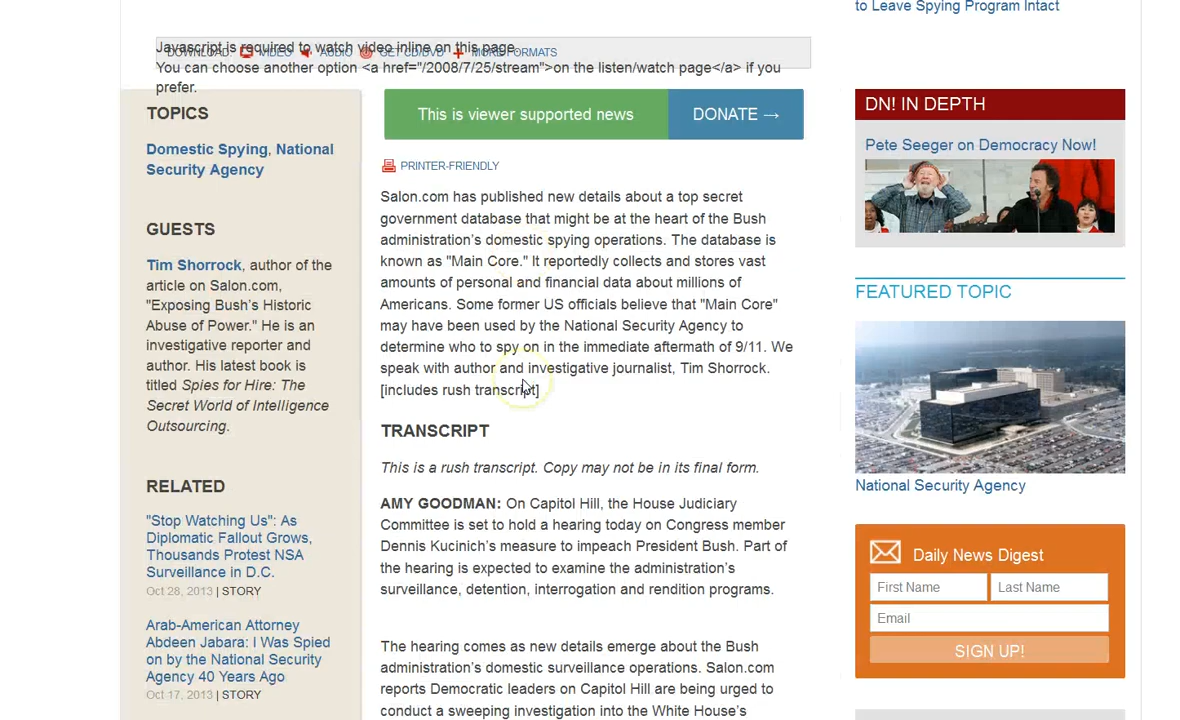 to Leave Spying Program Intact
Javascript is required to watch video inline on this page.
DOWNLOAD: VIDEO AUDIO GET CD/DVD MORE FORMATS
You can choose another option <a href="/2008/7/25/stream">on the listen/watch page</a> if you
prefer.
TOPICS
Domestic Spying, National
Security Agency
GUESTS
Tim Shorrock, author of the
article on Salon.com,
"Exposing Bush's Historic
Abuse of Power." He is an
investigative reporter and
author. His latest book is
titled Spies for Hire: The
Secret World of Intelligence
Outsourcing.
RELATED
"Stop Watching Us": As
Diplomatic Fallout Grows,
Thousands Protest NSA
Surveillance in D.C.
Oct 28, 2013 | STORY
Arab-American Attorney
Abdeen Jabara: I Was Spied
on by the National Security
Agency 40 Years Ago
Oct 17, 2013 | STORY
This is viewer supported news
DONATE →
PRINTER-FRIENDLY
Salon.com has published new details about a top secret
government database that might be at the heart of the Bush
administration's domestic spying operations. The database is
known as "Main Core." It reportedly collects and stores vast
amounts of personal and financial data about millions of
Americans. Some former US officials believe that "Main Core"
may have been used by the National Security Agency to
determine who to spy on in the immediate aftermath of 9/11. We
speak with author and investigative journalist, Tim Shorrock.
[includes rush transcript]
TRANSCRIPT
This is a rush transcript. Copy may not be in its final form.
AMY GOODMAN: On Capitol Hill, the House Judiciary
Committee is set to hold a hearing today on Congress member
Dennis Kucinich's measure to impeach President Bush. Part of
the hearing is expected to examine the administration's
surveillance, detention, interrogation and rendition programs.
The hearing comes as new details emerge about the Bush
administration's domestic surveillance operations. Salon.com
reports Democratic leaders on Capitol Hill are being urged to
conduct a sweeping investigation into the White House's
DN! IN DEPTH
Pete Seeger on Democracy Now!
FEATURED TOPIC
National Security Agency
Daily News Digest
First Name
Last Name
Email
SIGN UP!